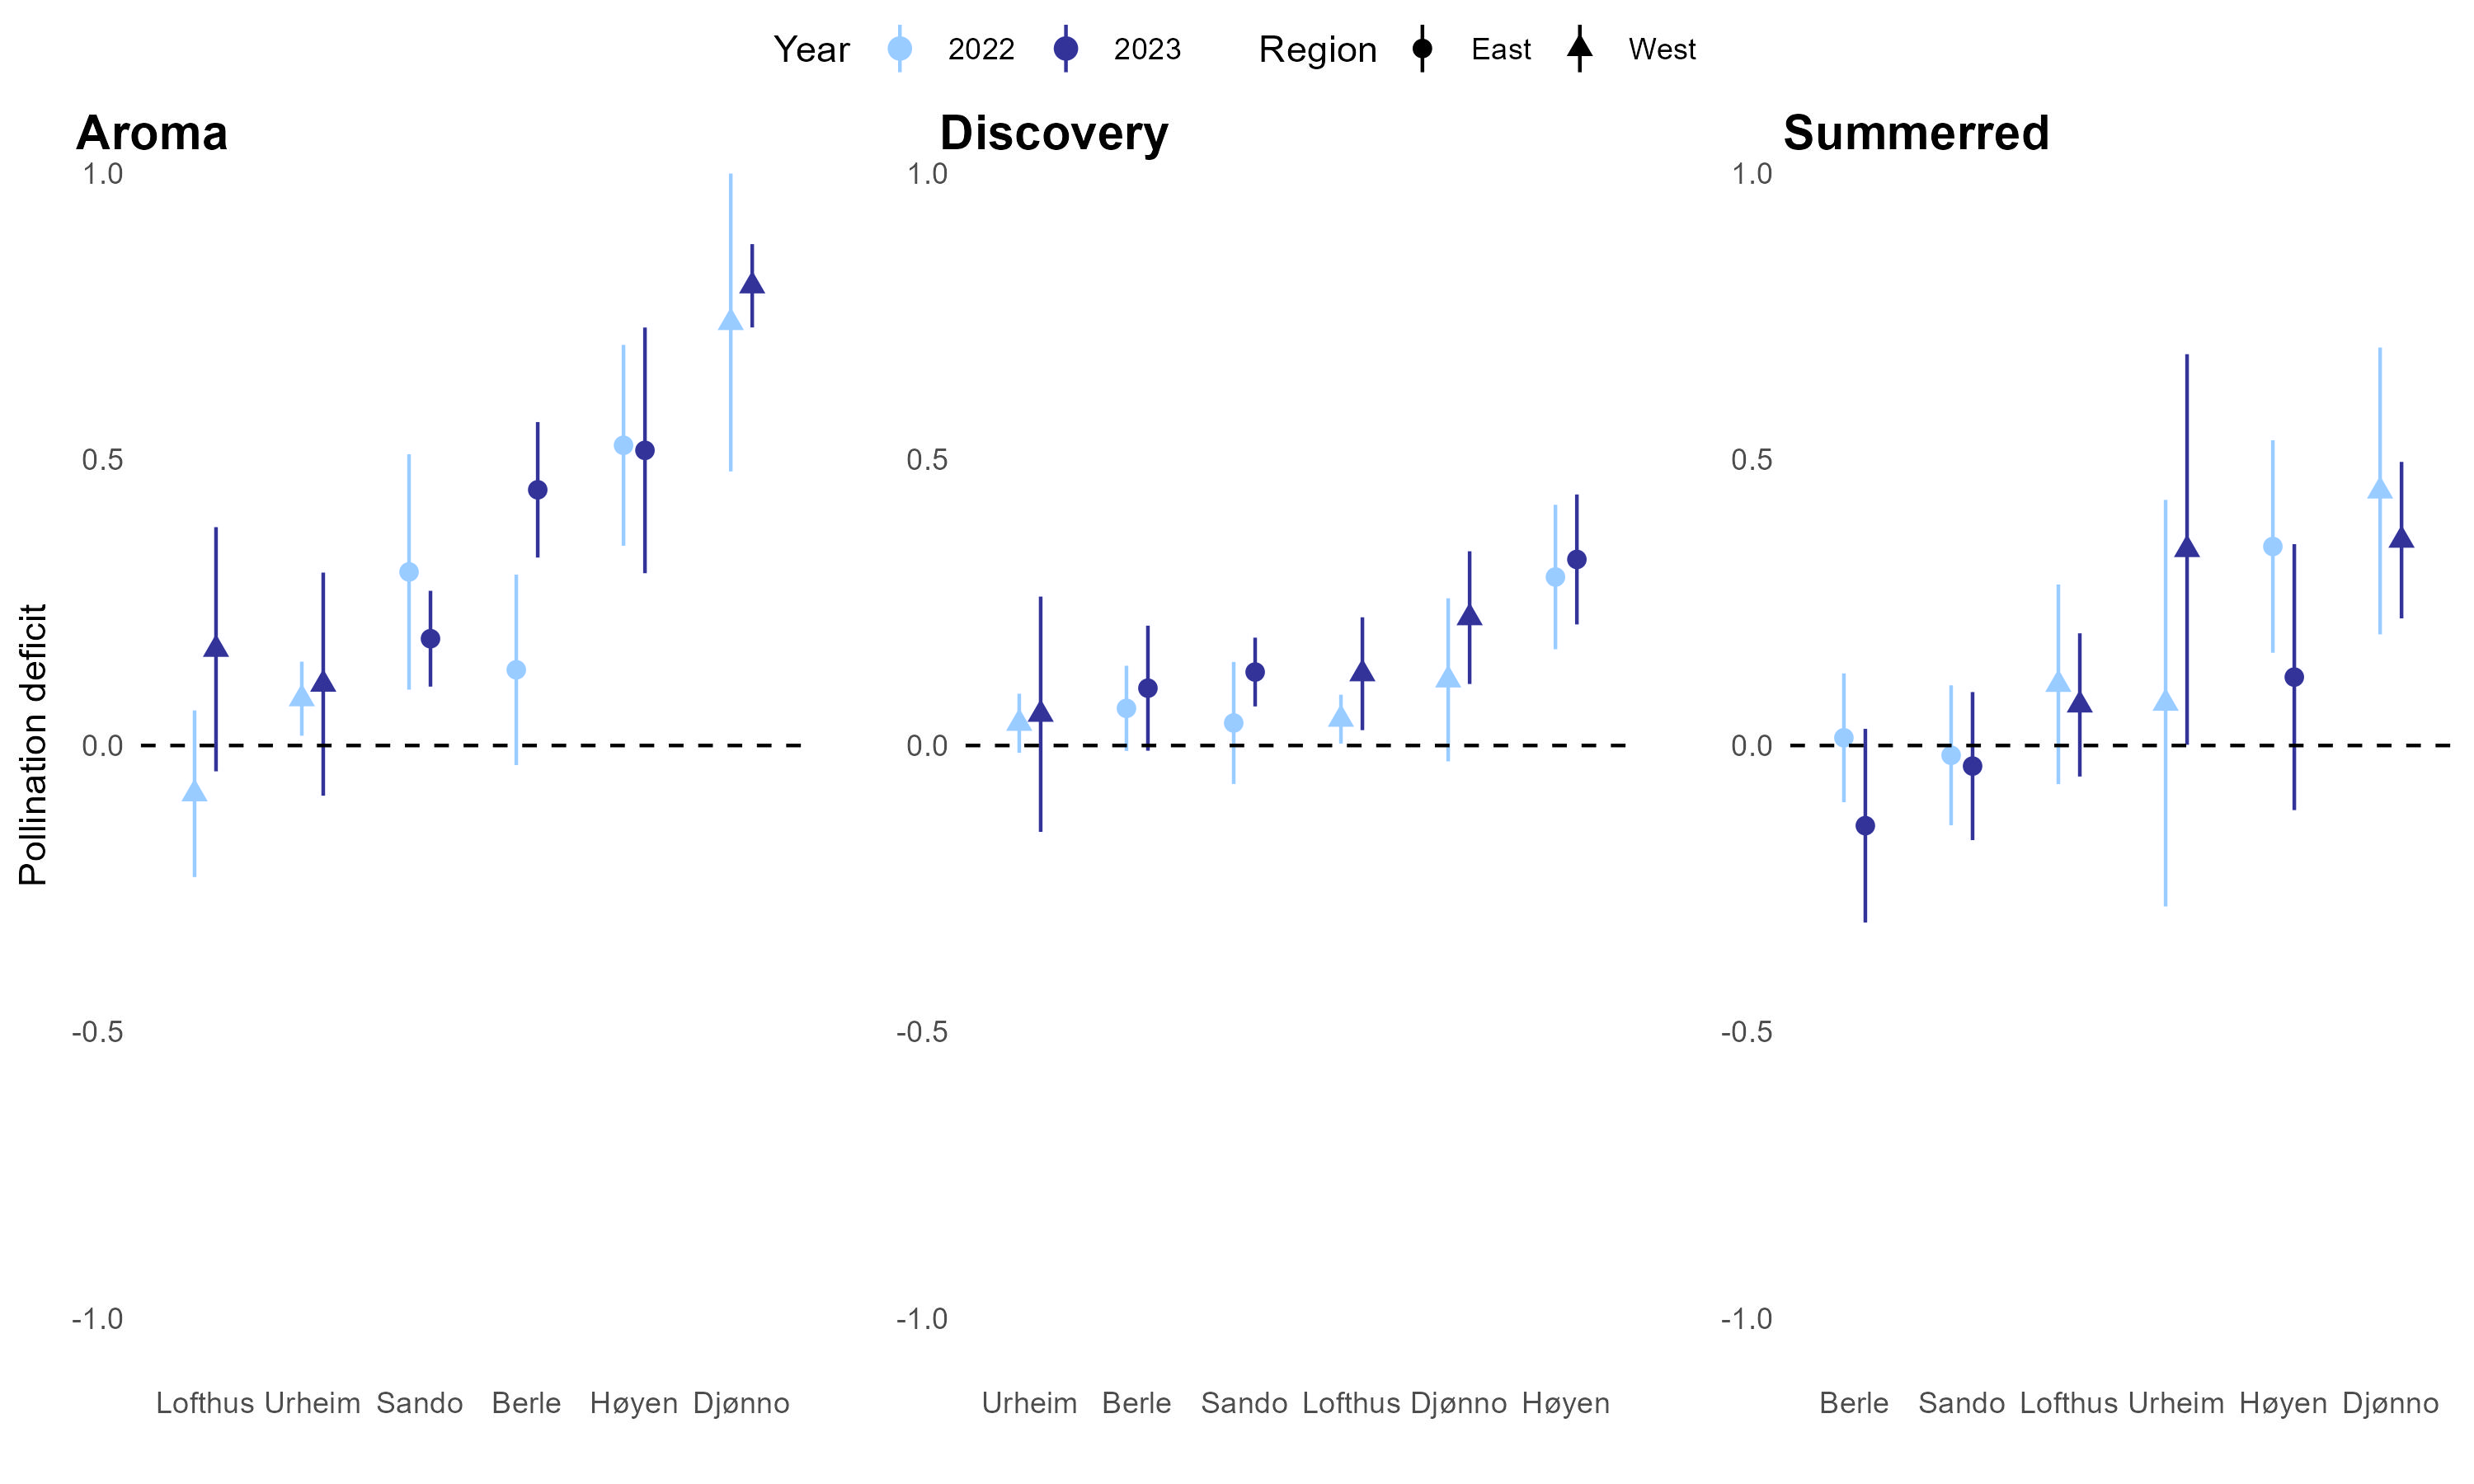 Year 2022 2023 Region East West
Aroma Discovery Summerred
1.0 1.0 1.0
0.5 0.5 0.5
0.0 0.0 0.0
-0.5 -0.5 -0.5
-1.0 -1.0 -1.0
Pollination deficit
Lofthus Urheim Sando Berle Høyen Djønno Urheim Berle Sando Lofthus Djønno Høyen Berle Sando Lofthus Urheim Høyen Djønno